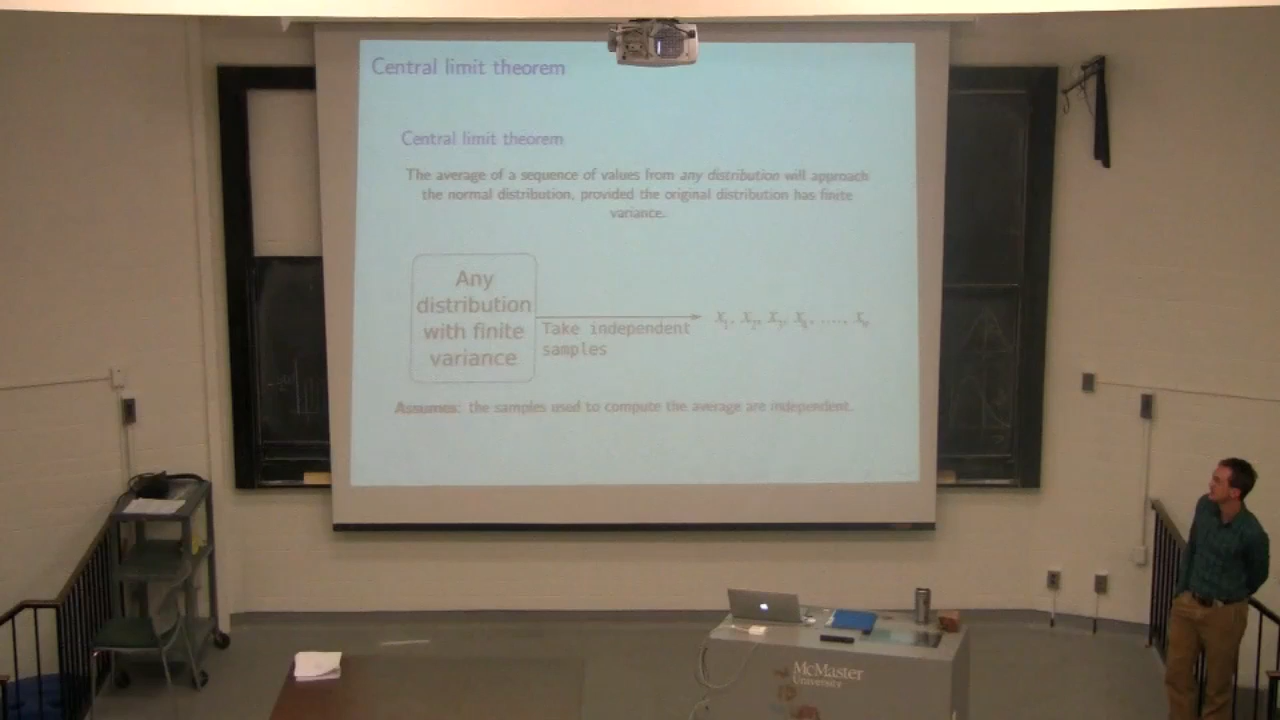 Central limit theorem
Central limit theorem
The average of a sequence of values from any distribution will approach
the normal distribution, provided the original distribution has finite
variance.
Any
distribution
with finite
variance
Take independent
samples
Assumes: the samples used to compute the average are independent.
McMaster
University